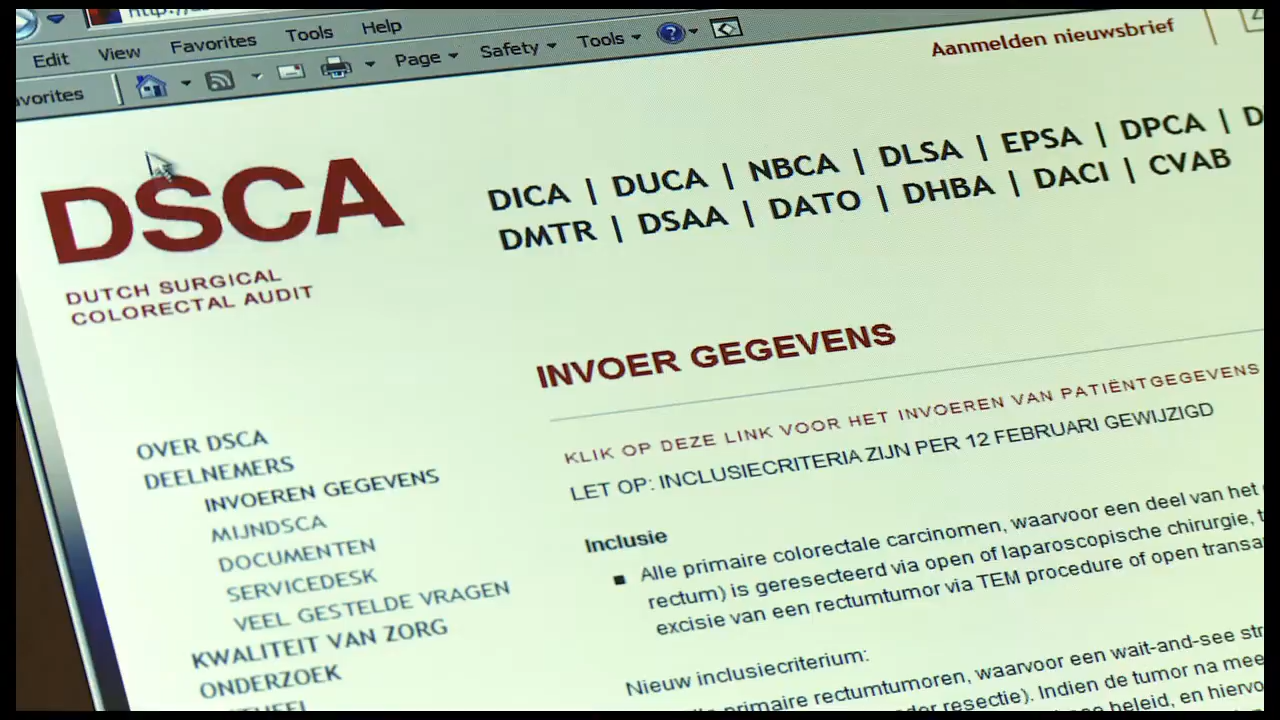 http://
Edit View Favorites Tools Help
avorites Page Safety Tools ?
Aanmelden nieuwsbrief
DSCA
DUTCH SURGICAL
COLORECTAL AUDIT
DICA | DUCA | NBCA | DLSA | EPSA | DPCA | D
DMTR | DSAA | DATO | DHBA | DACI | CVAB
OVER DSCA
DEELNEMERS
INVOEREN GEGEVENS
MIJNDSCA
DOCUMENTEN
SERVICEDESK
VEEL GESTELDE VRAGEN
KWALITEIT VAN ZORG
ONDERZOEK
INVOER GEGEVENS
KLIK OP DEZE LINK VOOR HET INVOEREN VAN PATIËNTGEGEVENS
LET OP: INCLUSIECRITERIA ZIJN PER 12 FEBRUARI GEWIJZIGD
Inclusie
▪ Alle primaire colorectale carcinomen, waarvoor een deel van het
rectum) is geresecteerd via open of laparoscopische chirurgie, t
excisie van een rectumtumor via TEM procedure of open transa
Nieuw inclusiecriterium:
primaire rectumtumoren, waarvoor een wait-and-see str
resectie). Indien de tumor na mee
beleid, en hiervo